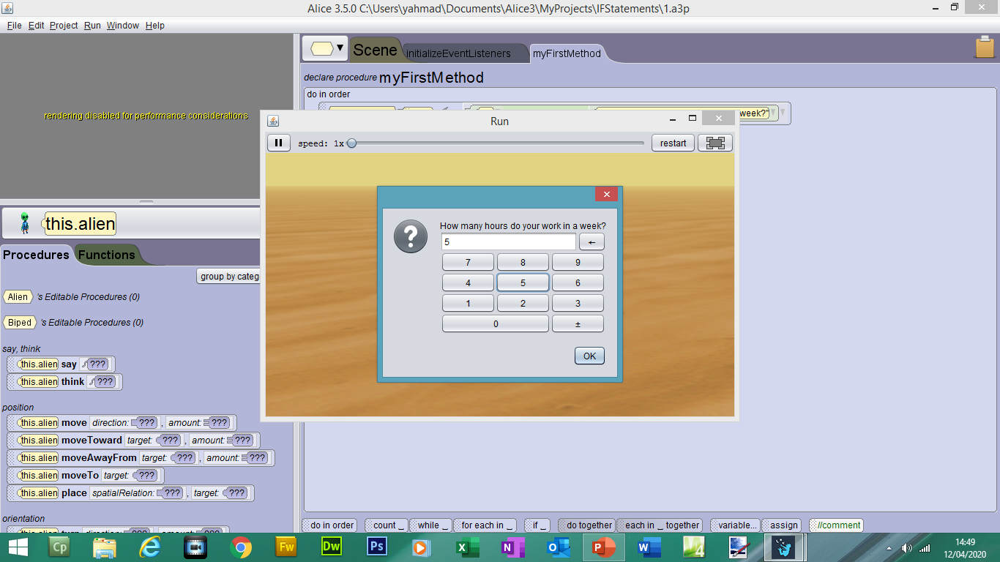 Alice 3.5.0 C:\Users\yahmad\Documents\Alice3\MyProjects\IFStatements\1.a3p
File Edit Project Run Window Help
rendering disabled for performance considerations
Scene initializeEventListeners myFirstMethod
declare procedure myFirstMethod
do in order
week?"
Run
speed: 1x restart
How many hours do your work in a week?
5
←
7 8 9
4 5 6
1 2 3
0 ±
OK
this.alien
Procedures Functions
group by categ
Alien 's Editable Procedures (0)
Biped 's Editable Procedures (0)
say, think
this.alien say ???
this.alien think ???
position
this.alien move direction: ??? , amount: ???
this.alien moveToward target: ??? , amount: ???
this.alien moveAwayFrom target: ??? , amount: ???
this.alien moveTo target: ???
this.alien place spatialRelation: ??? , target: ???
orientation
this.alien turn direction: ??? , amount: ???
do in order count _ while _ for each in _ if _ do together each in _ together variable... assign //comment
Cp Fw Dw Ps X N O P W 4
14:49
12/04/2020